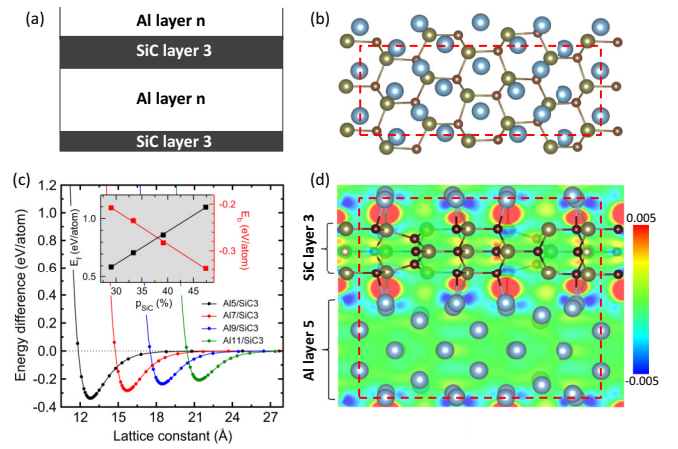 (a)
Al layer n
SiC layer 3
Al layer n
SiC layer 3
(b)
(c)
Energy difference (eV/atom)
1.2
1.0
0.8
0.6
0.4
0.2
0.0
-0.2
-0.4
12
15
18
21
24
27
Lattice constant (Å)
E_f (eV/atom)
1.0
0.5
30
35
40
45
p_SiC (%)
-0.2
-0.3
E_b (eV/atom)
Al5/SiC3
Al7/SiC3
Al9/SiC3
Al11/SiC3
(d)
SiC layer 3
Al layer 5
0.005
-0.005